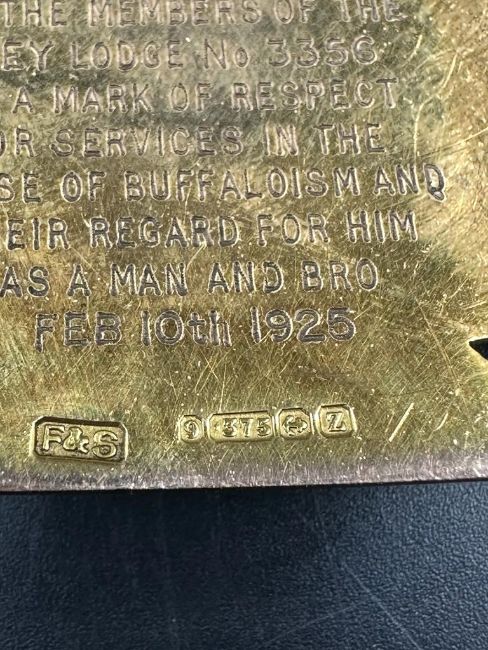 THE MEMBERS OF THE
EY LODGE No 3356
A MARK OF RESPECT
OR SERVICES IN THE
SE OF BUFFALOISM AND
EIR REGARD FOR HIM
AS A MAN AND BRO
FEB 10th 1925
F&S 9 ·375 Z